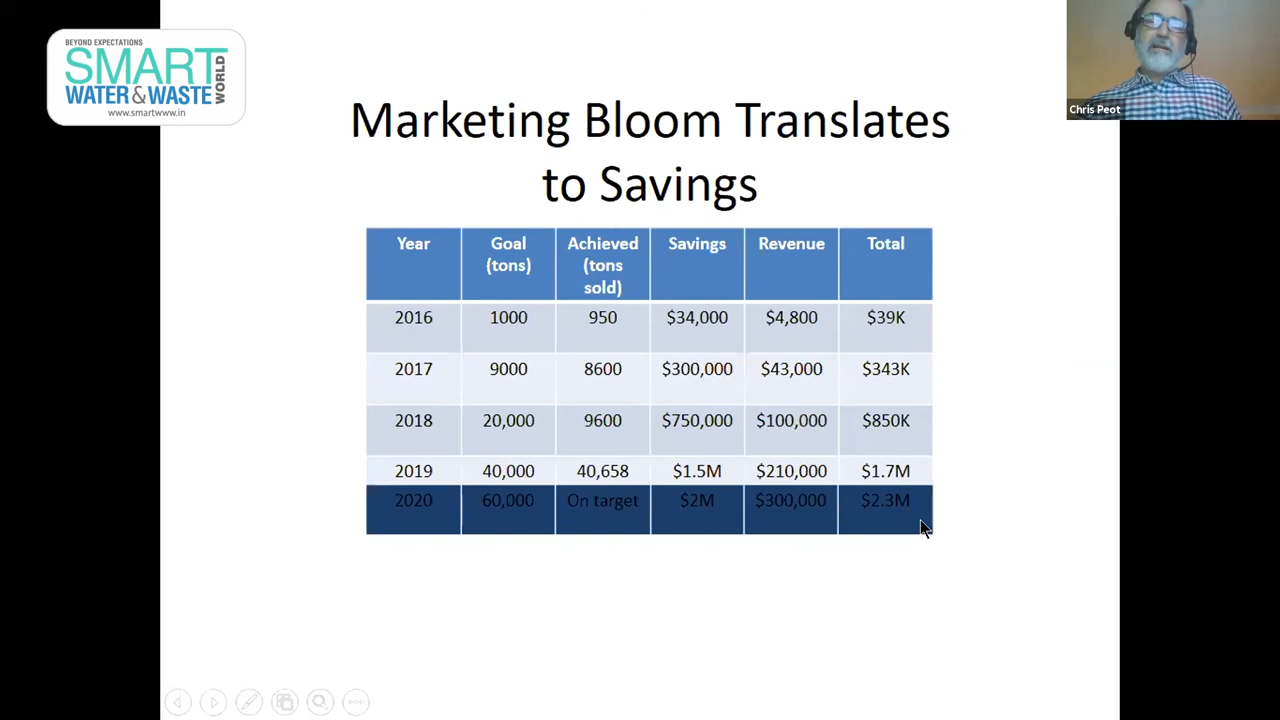 BEYOND EXPECTATIONS
SMART
WATER & WASTE
WORLD
www.smartwww.in
Chris Peot
Marketing Bloom Translates
to Savings
Year Goal (tons) Achieved (tons sold) Savings Revenue Total
2016 1000 950 $34,000 $4,800 $39K
2017 9000 8600 $300,000 $43,000 $343K
2018 20,000 9600 $750,000 $100,000 $850K
2019 40,000 40,658 $1.5M $210,000 $1.7M
2020 60,000 On target $2M $300,000 $2.3M